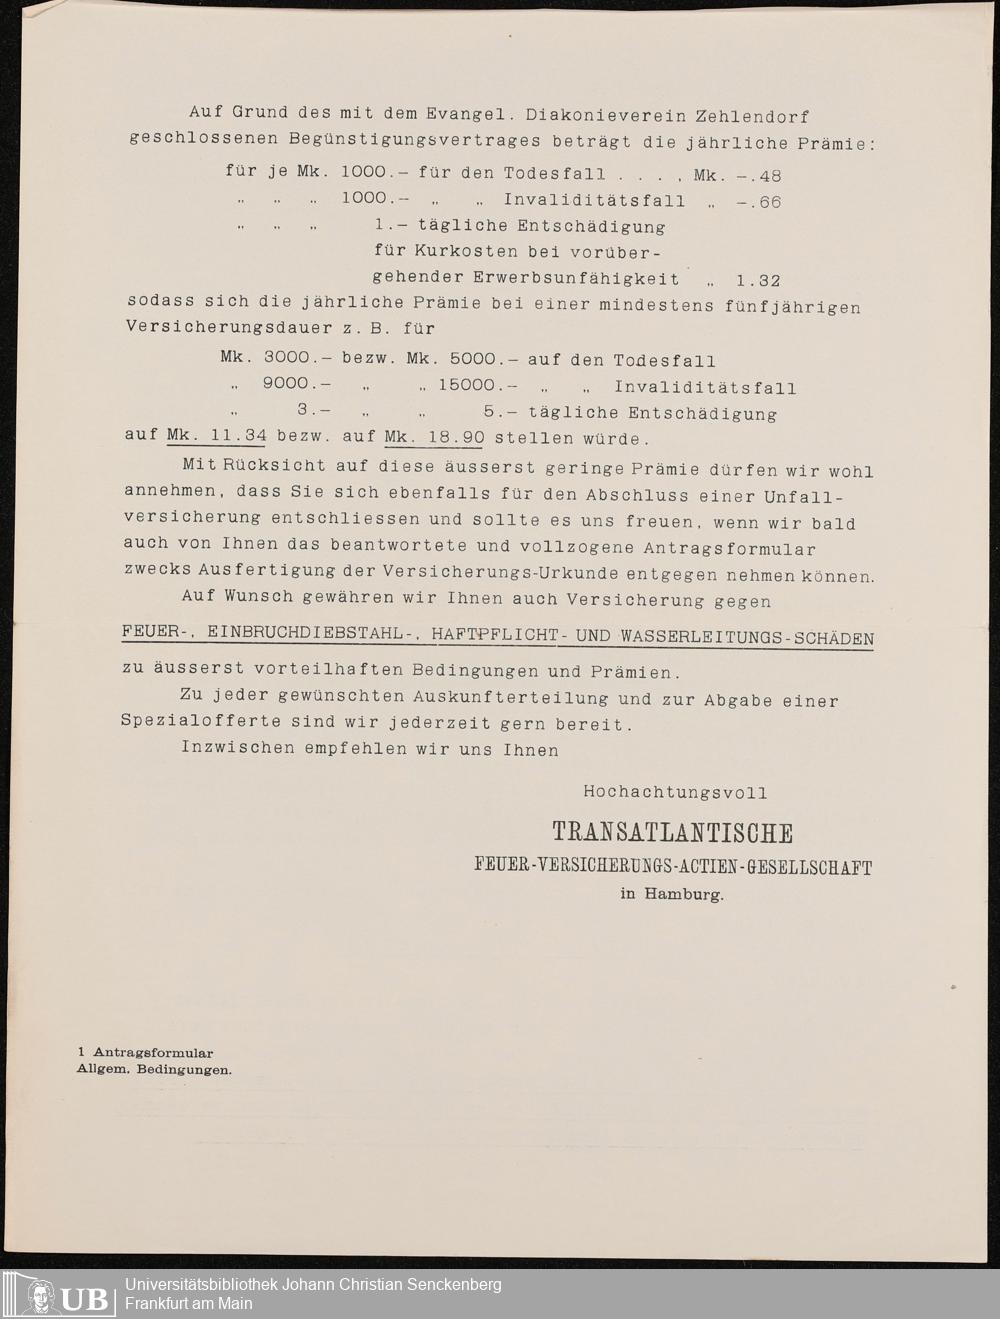 Auf Grund des mit dem Evangel. Diakonieverein Zehlendorf
geschlossenen Begünstigungsvertrages beträgt die jährliche Prämie:
für je Mk. 1000.— für den Todesfall . . . . Mk. —.48
„ „ „ 1000.— „ „ Invaliditätsfall „ —.66
„ „ „ 1.— tägliche Entschädigung
für Kurkosten bei vorüber-
gehender Erwerbsunfähigkeit „ 1.32
sodass sich die jährliche Prämie bei einer mindestens fünfjährigen
Versicherungsdauer z. B. für
Mk. 3000.— bezw. Mk. 5000.— auf den Todesfall
„ 9000.— „ „ 15000.— „ „ Invaliditätsfall
„ 3.— „ „ 5.— tägliche Entschädigung
auf Mk. 11.34 bezw. auf Mk. 18.90 stellen würde.
Mit Rücksicht auf diese äusserst geringe Prämie dürfen wir wohl
annehmen, dass Sie sich ebenfalls für den Abschluss einer Unfall-
versicherung entschliessen und sollte es uns freuen, wenn wir bald
auch von Ihnen das beantwortete und vollzogene Antragsformular
zwecks Ausfertigung der Versicherungs-Urkunde entgegen nehmen können.
Auf Wunsch gewähren wir Ihnen auch Versicherung gegen
FEUER-, EINBRUCHDIEBSTAHL-, HAFTPFLICHT- UND WASSERLEITUNGS-SCHÄDEN
zu äusserst vorteilhaften Bedingungen und Prämien.
Zu jeder gewünschten Auskunfterteilung und zur Abgabe einer
Spezialofferte sind wir jederzeit gern bereit.
Inzwischen empfehlen wir uns Ihnen
Hochachtungsvoll
TRANSATLANTISCHE
FEUER-VERSICHERUNGS-ACTIEN-GESELLSCHAFT
in Hamburg.
1 Antragsformular
Allgem. Bedingungen.
UB
Universitätsbibliothek Johann Christian Senckenberg
Frankfurt am Main